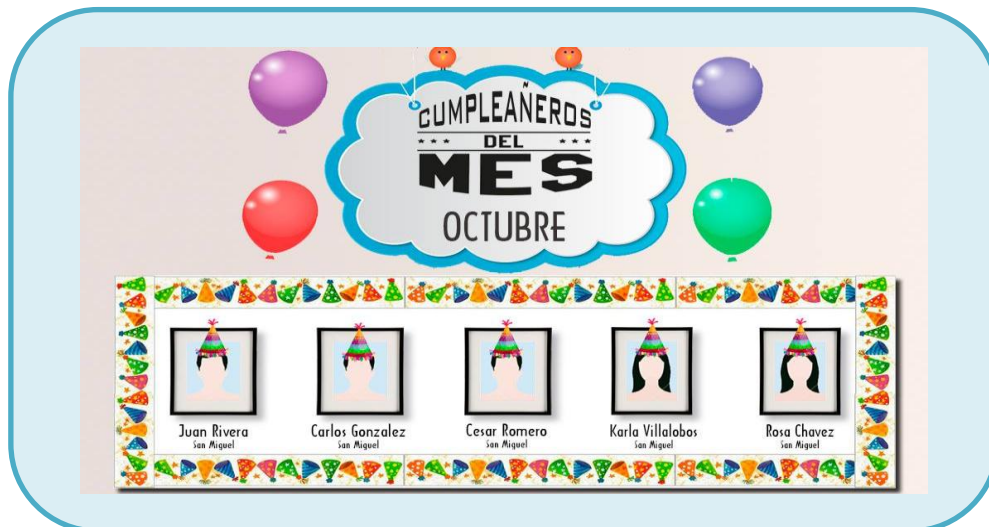 CUMPLEAÑEROS
DEL
MES
OCTUBRE
Juan Rivera
San Miguel
Carlos Gonzalez
San Miguel
Cesar Romero
San Miguel
Karla Villalobos
San Miguel
Rosa Chavez
San Miguel